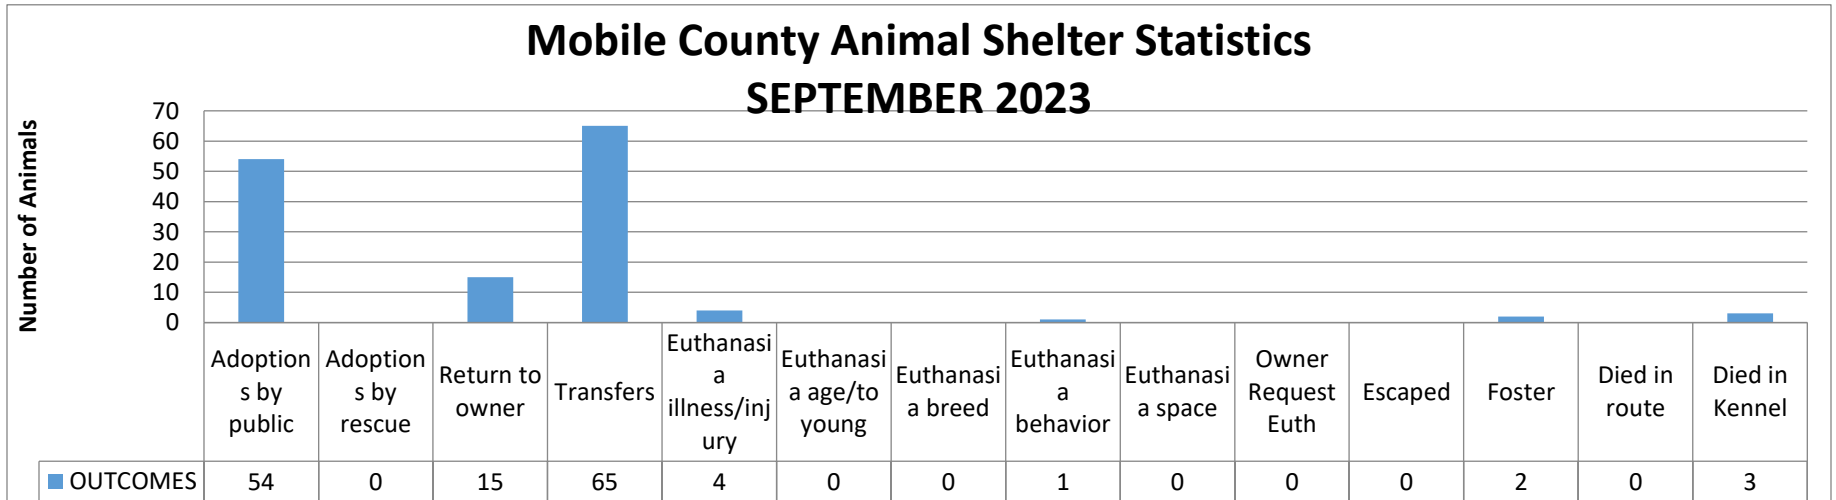 Mobile County Animal Shelter Statistics
SEPTEMBER 2023
Number of Animals
70
60
50
40
30
20
10
0
Adoption
s by
public
Adoption
s by
rescue
Return to
owner
Transfers
Euthanasi
a
illness/inj
ury
Euthanasi
a age/to
young
Euthanasi
a breed
Euthanasi
a
behavior
Euthanasi
a space
Owner
Request
Euth
Escaped
Foster
Died in
route
Died in
Kennel
OUTCOMES 54 0 15 65 4 0 0 1 0 0 0 2 0 3